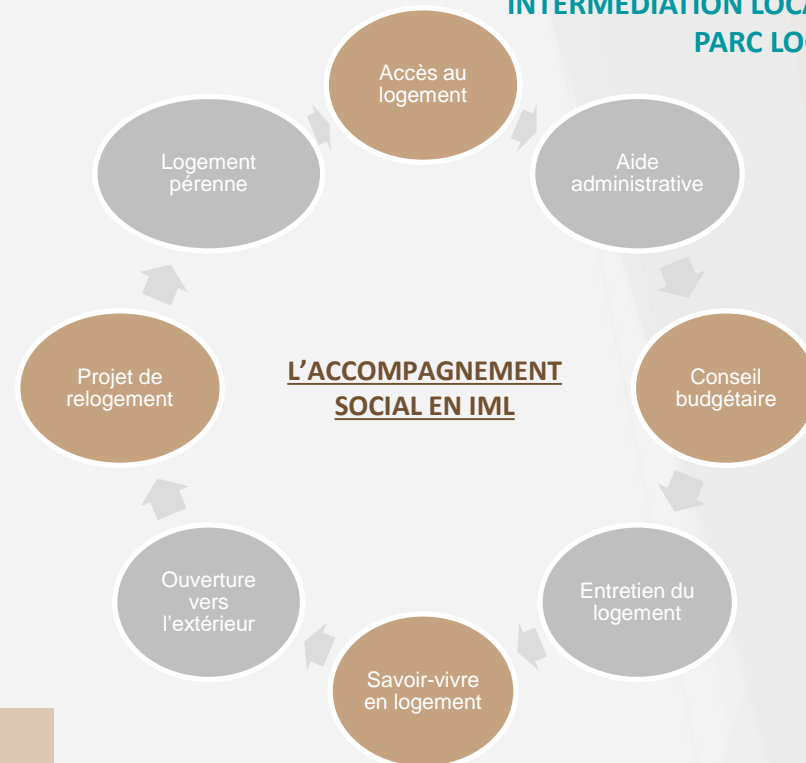 INTERMEDIATION LOCA
PARC LO
Accès au
logement
Aide
administrative
Conseil
budgétaire
Entretien du
logement
Savoir-vivre
en logement
Ouverture
vers
l’extérieur
Projet de
relogement
Logement
pérenne
L’ACCOMPAGNEMENT
SOCIAL EN IML